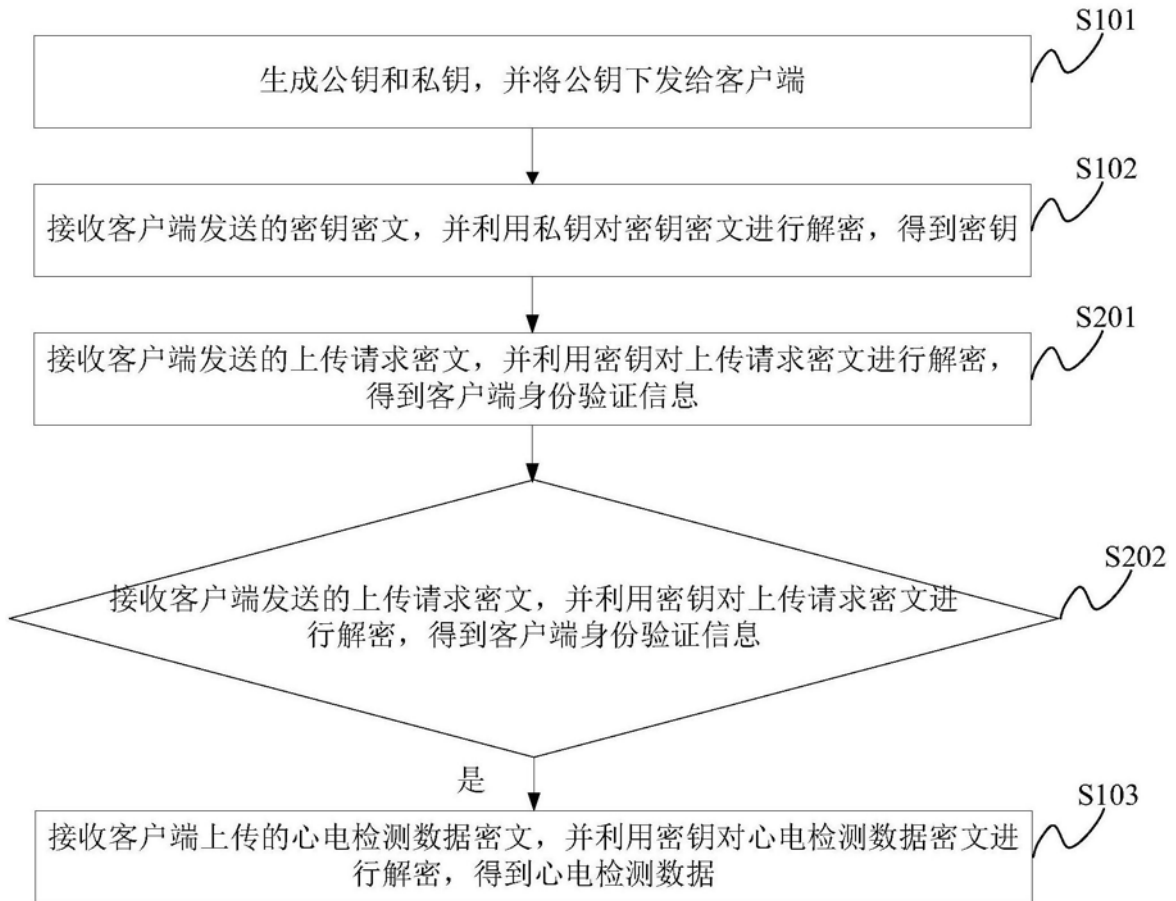 S101
生成公钥和私钥，并将公钥下发给客户端
S102
接收客户端发送的密钥密文，并利用私钥对密钥密文进行解密，得到密钥
S201
接收客户端发送的上传请求密文，并利用密钥对上传请求密文进行解密，
得到客户端身份验证信息
S202
接收客户端发送的上传请求密文，并利用密钥对上传请求密文进
行解密，得到客户端身份验证信息
是
S103
接收客户端上传的心电检测数据密文，并利用密钥对心电检测数据密文进
行解密，得到心电检测数据